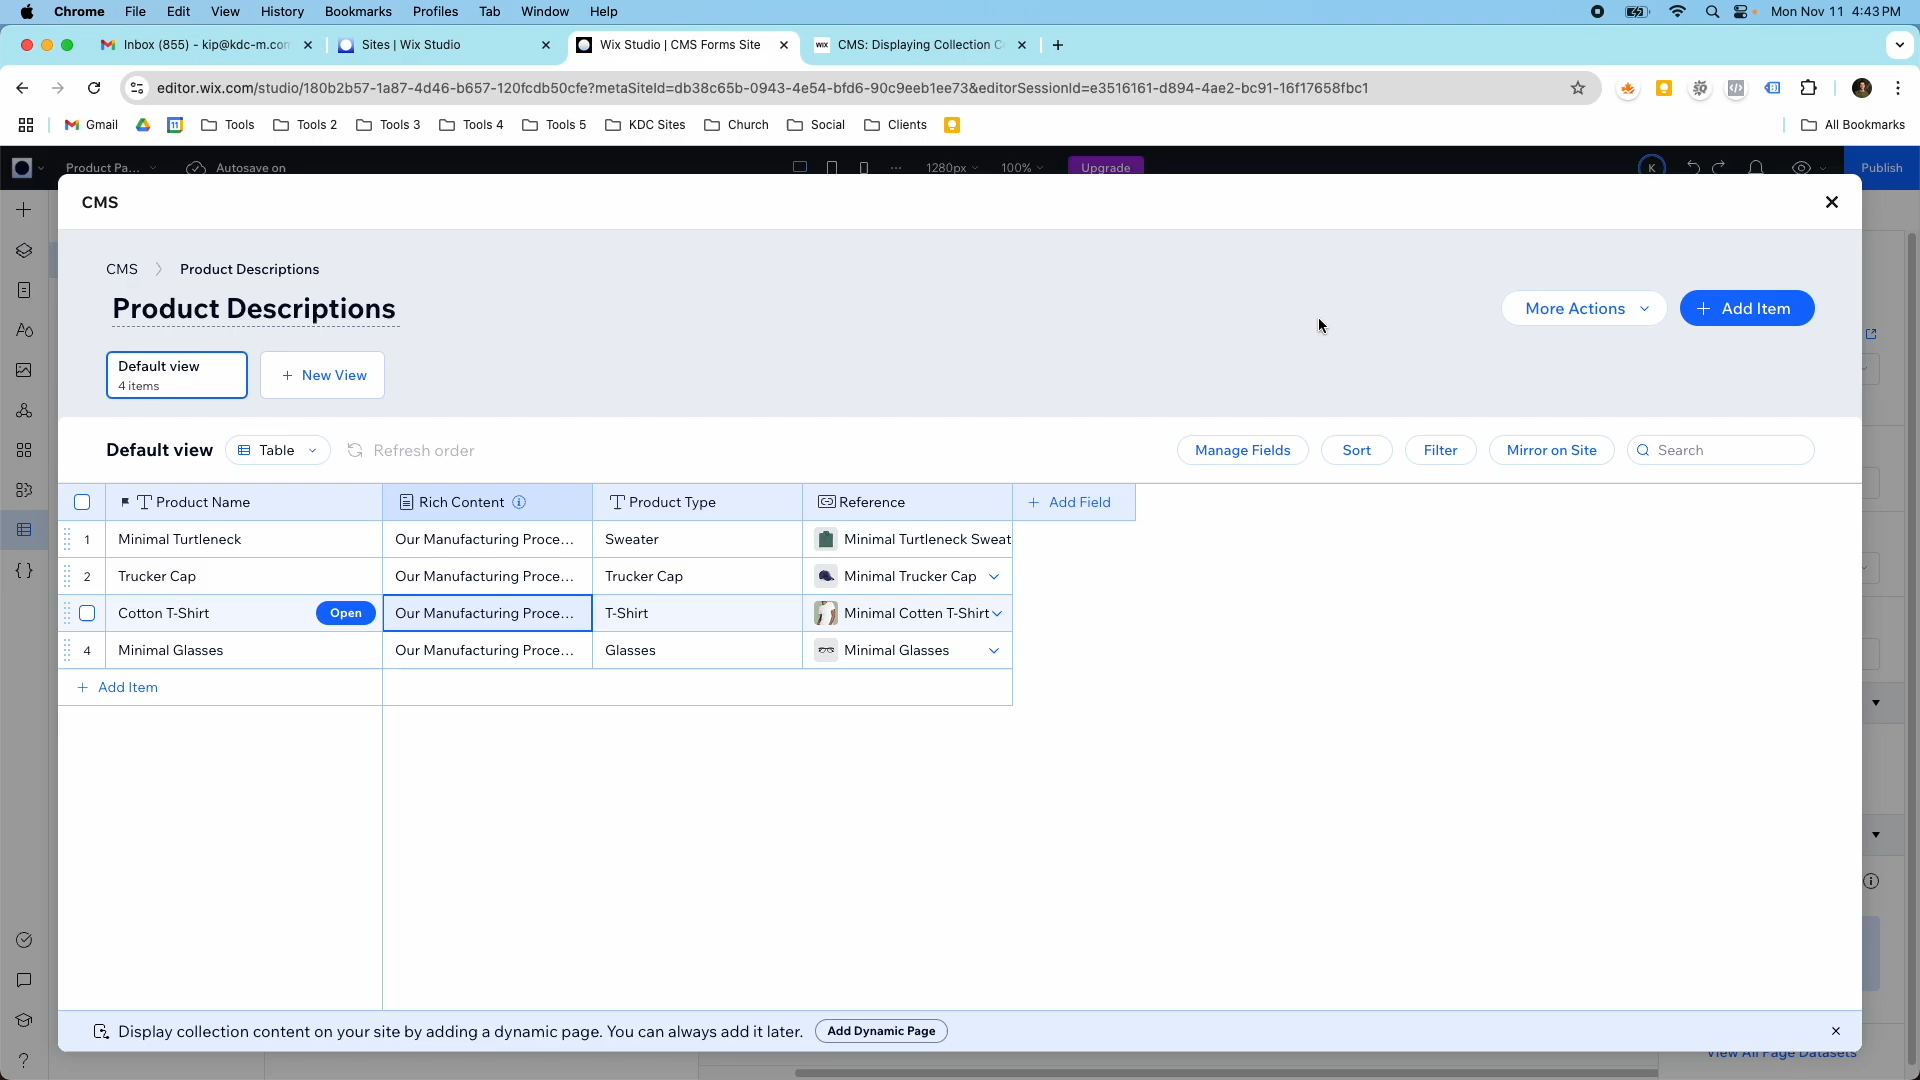 Chrome File Edit View History Bookmarks Profiles Tab Window Help Mon Nov 11 4:43 PM
Inbox (855) - kip@kdc-m.com Sites | Wix Studio Wix Studio | CMS Forms Site WIX CMS: Displaying Collection C
editor.wix.com/studio/180b2b57-1a87-4d46-b657-120fcdb50cfe?metaSiteId=db38c65b-0943-4e54-bfd6-90c9eeb1ee73&editorSessionId=e3516161-d894-4ae2-bc91-16f17658fbc1
Gmail Tools Tools 2 Tools 3 Tools 4 Tools 5 KDC Sites Church Social Clients All Bookmarks
Product Pa... Autosave on 1280px 100% Upgrade K Publish
CMS
CMS Product Descriptions
Product Descriptions
More Actions
+ Add Item
Default view
4 items
+ New View
Default view Table Refresh order Manage Fields Sort Filter Mirror on Site Search
Product Name Rich Content Product Type Reference + Add Field
1 Minimal Turtleneck Our Manufacturing Proce... Sweater Minimal Turtleneck Sweat
2 Trucker Cap Our Manufacturing Proce... Trucker Cap Minimal Trucker Cap
Cotton T-Shirt Open Our Manufacturing Proce... T-Shirt Minimal Cotten T-Shirt
4 Minimal Glasses Our Manufacturing Proce... Glasses Minimal Glasses
+ Add Item
Display collection content on your site by adding a dynamic page. You can always add it later. Add Dynamic Page
View All Page Datasets